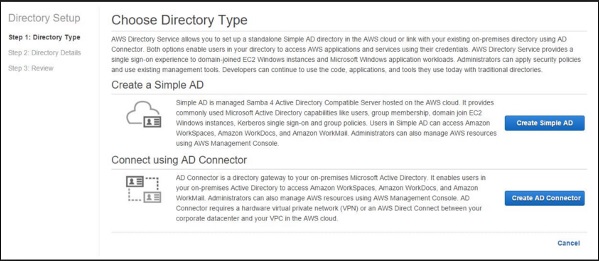 Directory Setup
Step 1: Directory Type
Step 2: Directory Details
Step 3: Review
Choose Directory Type
AWS Directory Service allows you to set up a standalone Simple AD directory in the AWS cloud or link with your existing on-premises directory using AD
Connector. Both options enable users in your directory to access AWS applications and services using their credentials. AWS Directory Service provides a
single sign-on experience to domain-joined EC2 Windows instances and Microsoft Windows application workloads. Administrators can apply security policies
and use existing management tools. Developers can continue to use the code, applications, and tools they use today with traditional directories.
Create a Simple AD
Simple AD is managed Samba 4 Active Directory Compatible Server hosted on the AWS cloud. It provides
commonly used Microsoft Active Directory capabilities like users, group membership, domain join EC2
Windows instances, Kerberos single sign-on and group policies. Users in Simple AD can access Amazon
WorkSpaces, Amazon WorkDocs, and Amazon WorkMail. Administrators can also manage AWS resources
using AWS Management Console.
Create Simple AD
Connect using AD Connector
AD Connector is a directory gateway to your on-premises Microsoft Active Directory. It enables users in
your on-premises Active Directory to access Amazon WorkSpaces, Amazon WorkDocs, and Amazon
WorkMail. Administrators can also manage AWS resources using AWS Management Console. AD
Connector requires a hardware virtual private network (VPN) or an AWS Direct Connect between your
corporate datacenter and your VPC in the AWS cloud.
Create AD Connector
Cancel